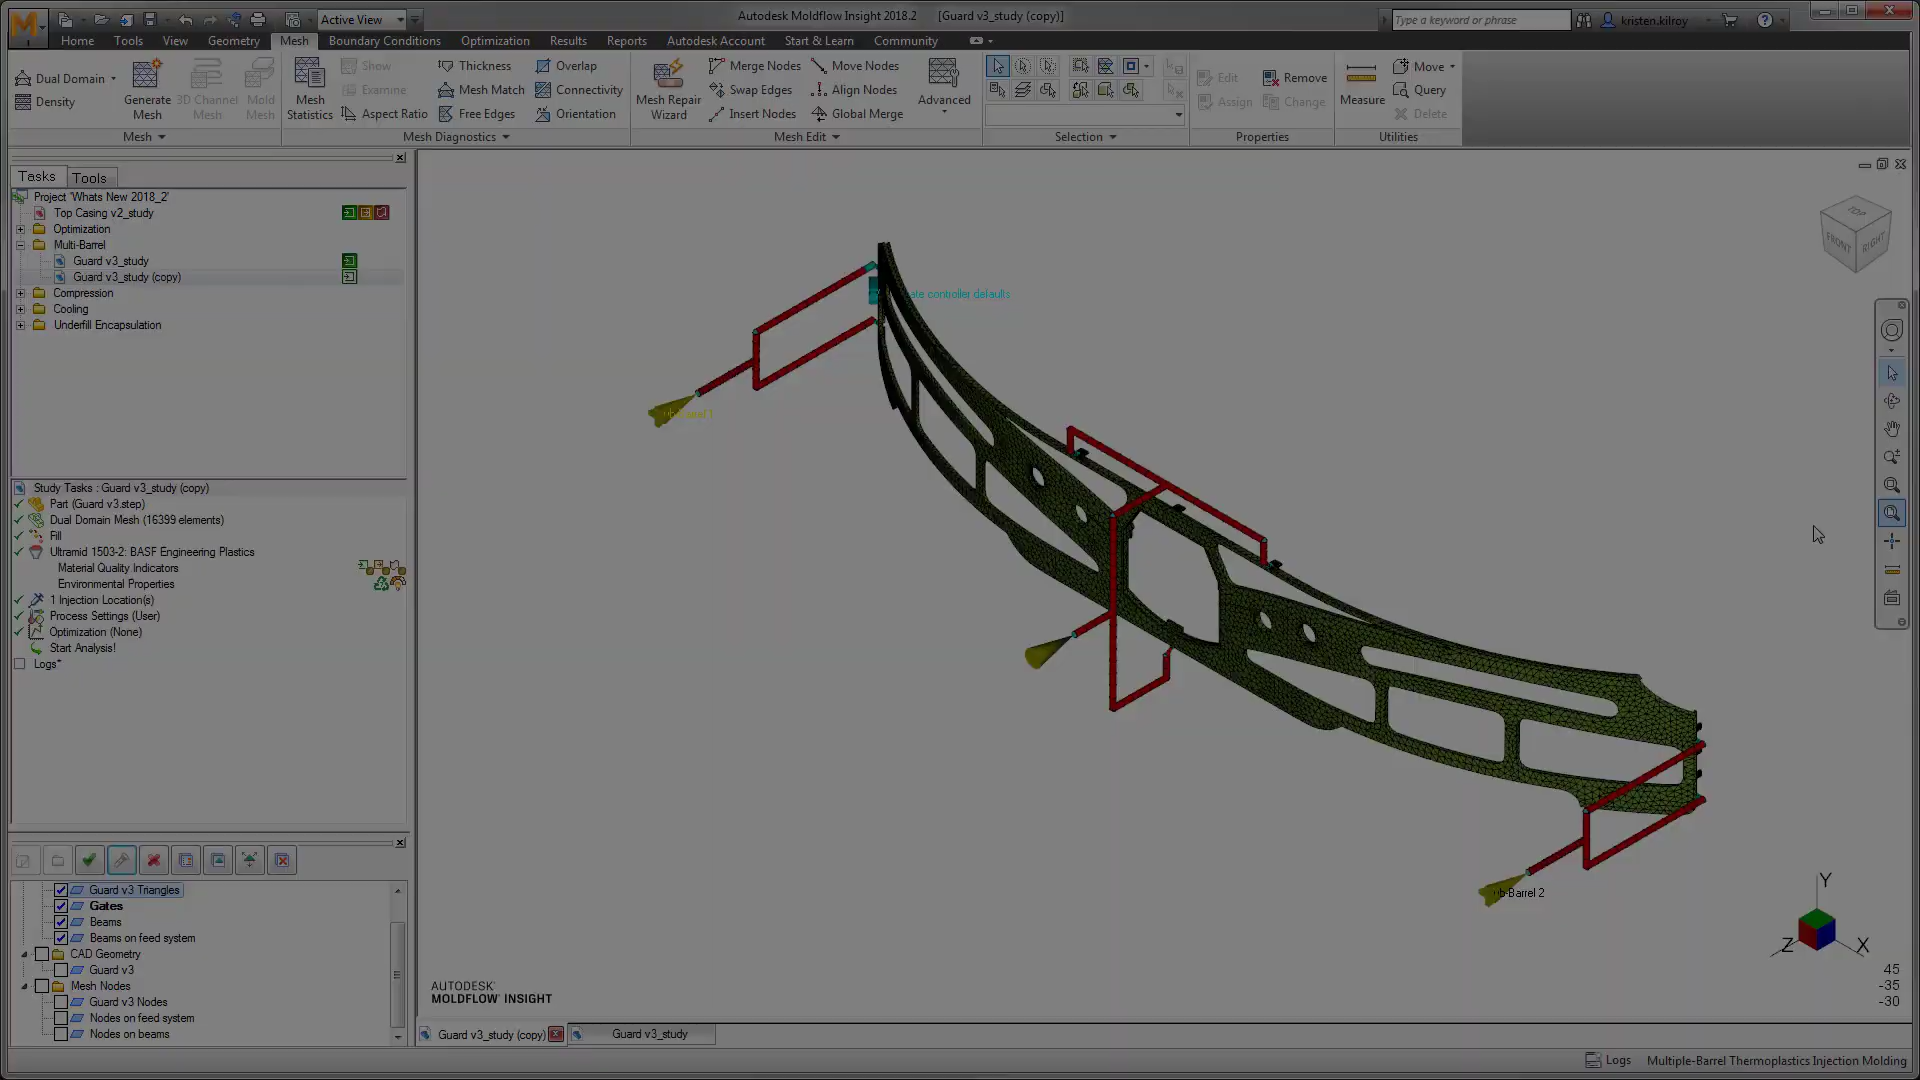 Active View
Autodesk Moldflow Insight 2018.2 [Guard v3_study (copy)]
Type a keyword or phrase
kristen.kilroy
Home Tools View Geometry Mesh Boundary Conditions Optimization Results Reports Autodesk Account Start & Learn Community
Dual Domain
Density
Generate Mesh
3D Channel Mesh
Mold Mesh
Mesh
Mesh Statistics
Show
Examine
Aspect Ratio
Thickness
Mesh Match
Free Edges
Overlap
Connectivity
Orientation
Mesh Diagnostics
Mesh Repair Wizard
Merge Nodes
Swap Edges
Insert Nodes
Move Nodes
Align Nodes
Global Merge
Advanced
Mesh Edit
Selection
Edit
Assign
Remove
Change
Properties
Measure
Move
Query
Delete
Utilities
Tasks Tools
Project 'Whats New 2018_2'
Top Casing v2_study
Optimization
Multi-Barrel
Guard v3_study
Guard v3_study (copy)
Compression
Cooling
Underfill Encapsulation
Study Tasks : Guard v3_study (copy)
Part (Guard v3.step)
Dual Domain Mesh (16399 elements)
Fill
Ultramid 1503-2: BASF Engineering Plastics
Material Quality Indicators
Environmental Properties
1 Injection Location(s)
Process Settings (User)
Optimization (None)
Start Analysis!
Logs*
Guard v3 Triangles
Gates
Beams
Beams on feed system
CAD Geometry
Guard v3
Mesh Nodes
Guard v3 Nodes
Nodes on feed system
Nodes on beams
TOP
FRONT
RIGHT
controller defaults
Barrel 2
Y
Z
X
45
-35
-30
AUTODESK
MOLDFLOW INSIGHT
Guard v3_study (copy)
Guard v3_study
Logs
Multiple-Barrel Thermoplastics Injection Molding